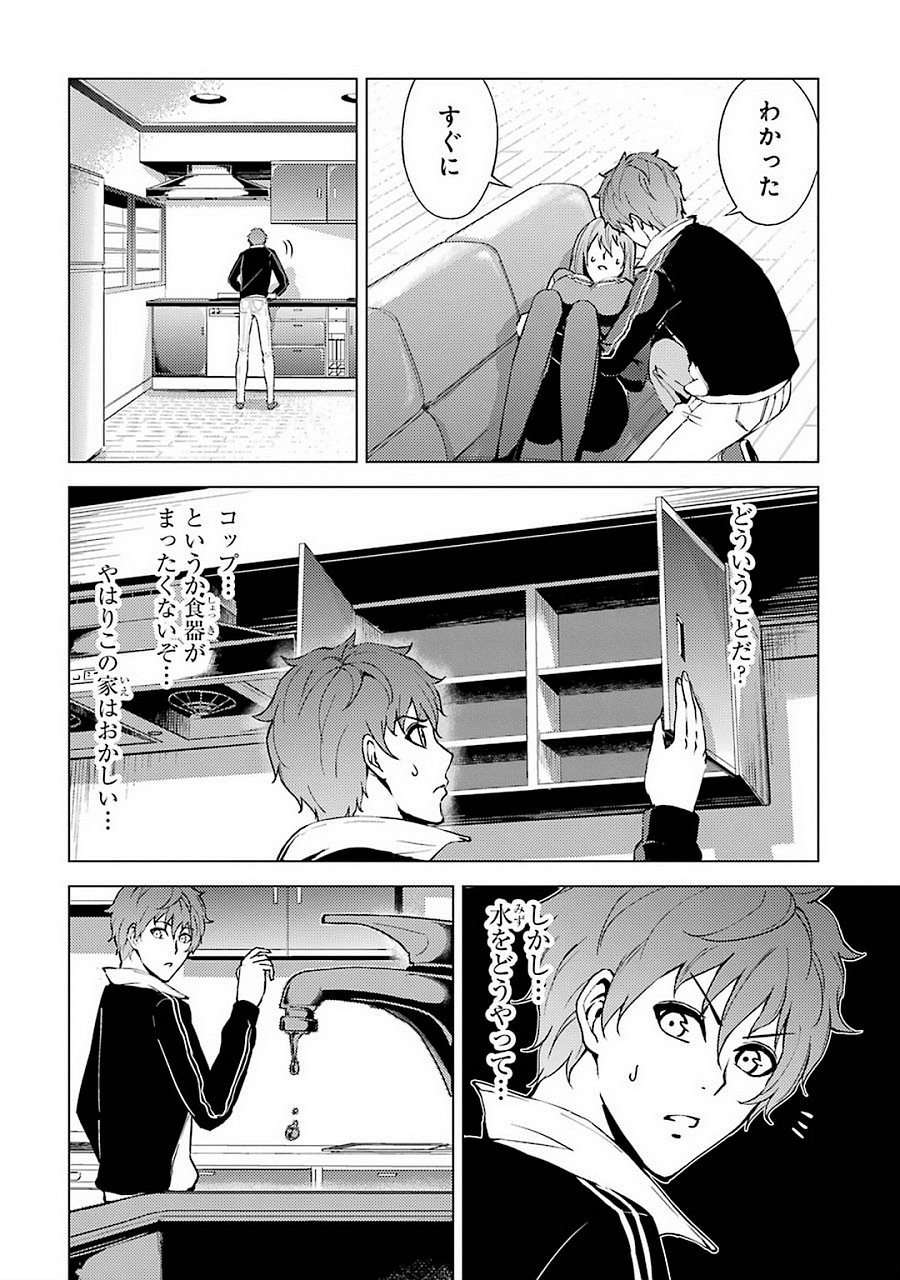 わかった
すぐに
どういうことだ?
コップ…
というか食器が
まったくないぞ…
やはりこの家はおかしい…
しかし…
水をどうやって…